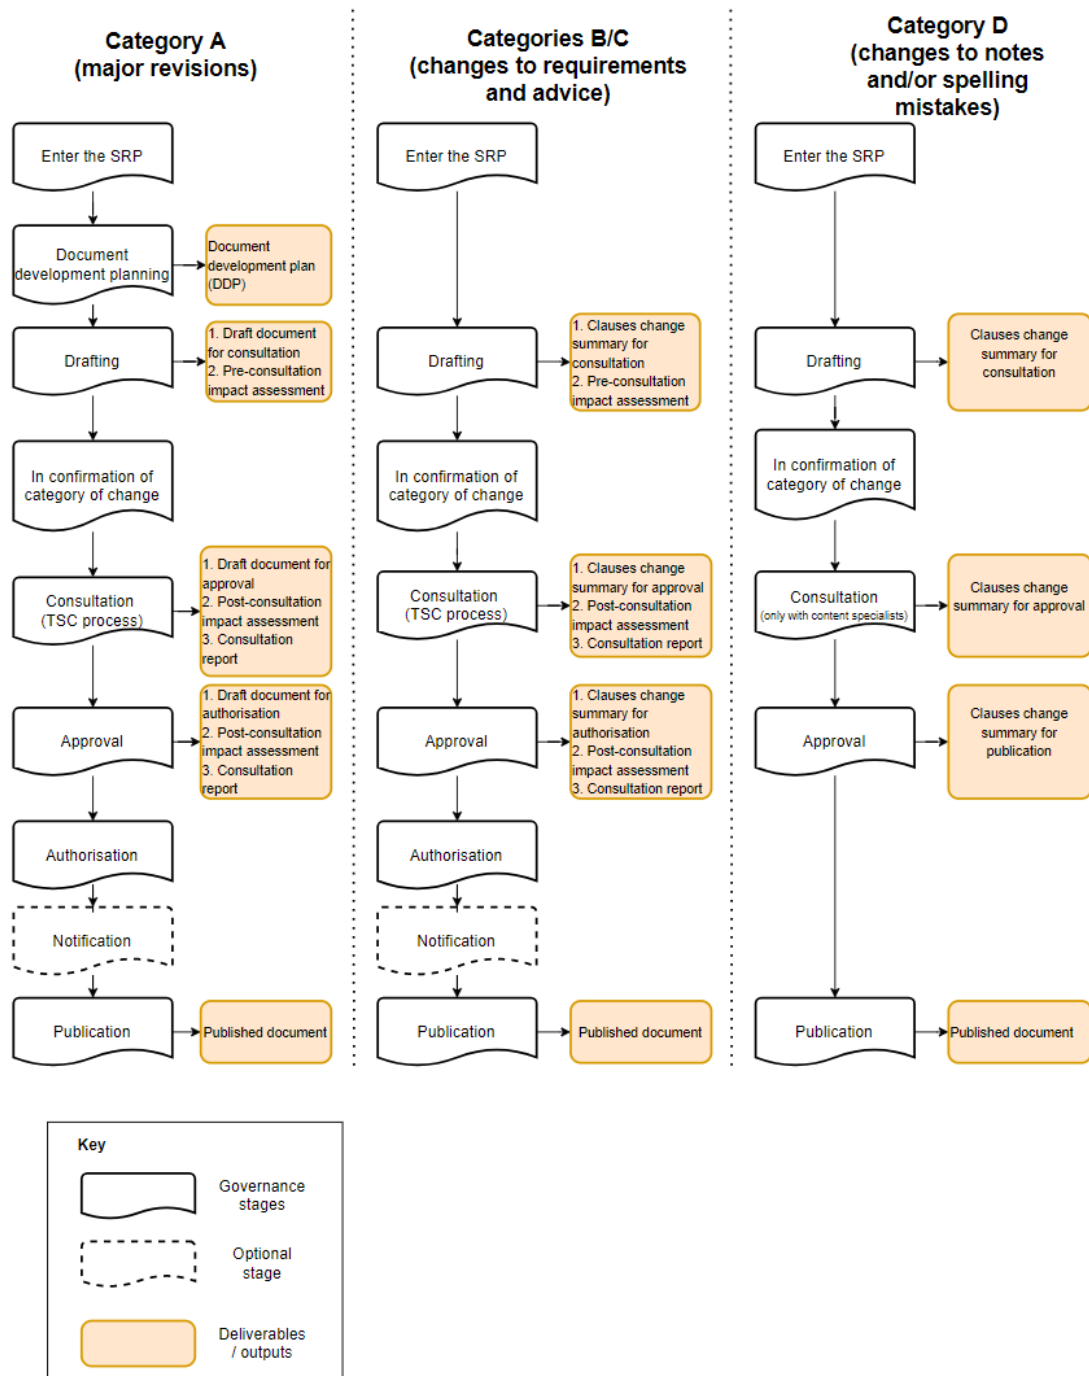 Category A
(major revisions)
Enter the SRP
Document
development planning
Document
development plan
(DDP)
Drafting
1. Draft document
for consultation
2. Pre-consultation
impact assessment
In confirmation of
category of change
Consultation
(TSC process)
1. Draft document for
approval
2. Post-consultation
impact assessment
3. Consultation
report
Approval
1. Draft document for
authorisation
2. Post-consultation
impact assessment
3. Consultation
report
Authorisation
Notification
Publication
Published document
Categories B/C
(changes to requirements
and advice)
Enter the SRP
Drafting
1. Clauses change
summary for
consultation
2. Pre-consultation
impact assessment
In confirmation of
category of change
Consultation
(TSC process)
1. Clauses change
summary for approval
2. Post-consultation
impact assessment
3. Consultation report
Approval
1. Clauses change
summary for
authorisation
2. Post-consultation
impact assessment
3. Consultation report
Authorisation
Notification
Publication
Published document
Category D
(changes to notes
and/or spelling
mistakes)
Enter the SRP
Drafting
Clauses change
summary for
consultation
In confirmation of
category of change
Consultation
(only with content specialists)
Clauses change
summary for approval
Approval
Clauses change
summary for
publication
Publication
Published document
Key
Governance
stages
Optional
stage
Deliverables
/ outputs